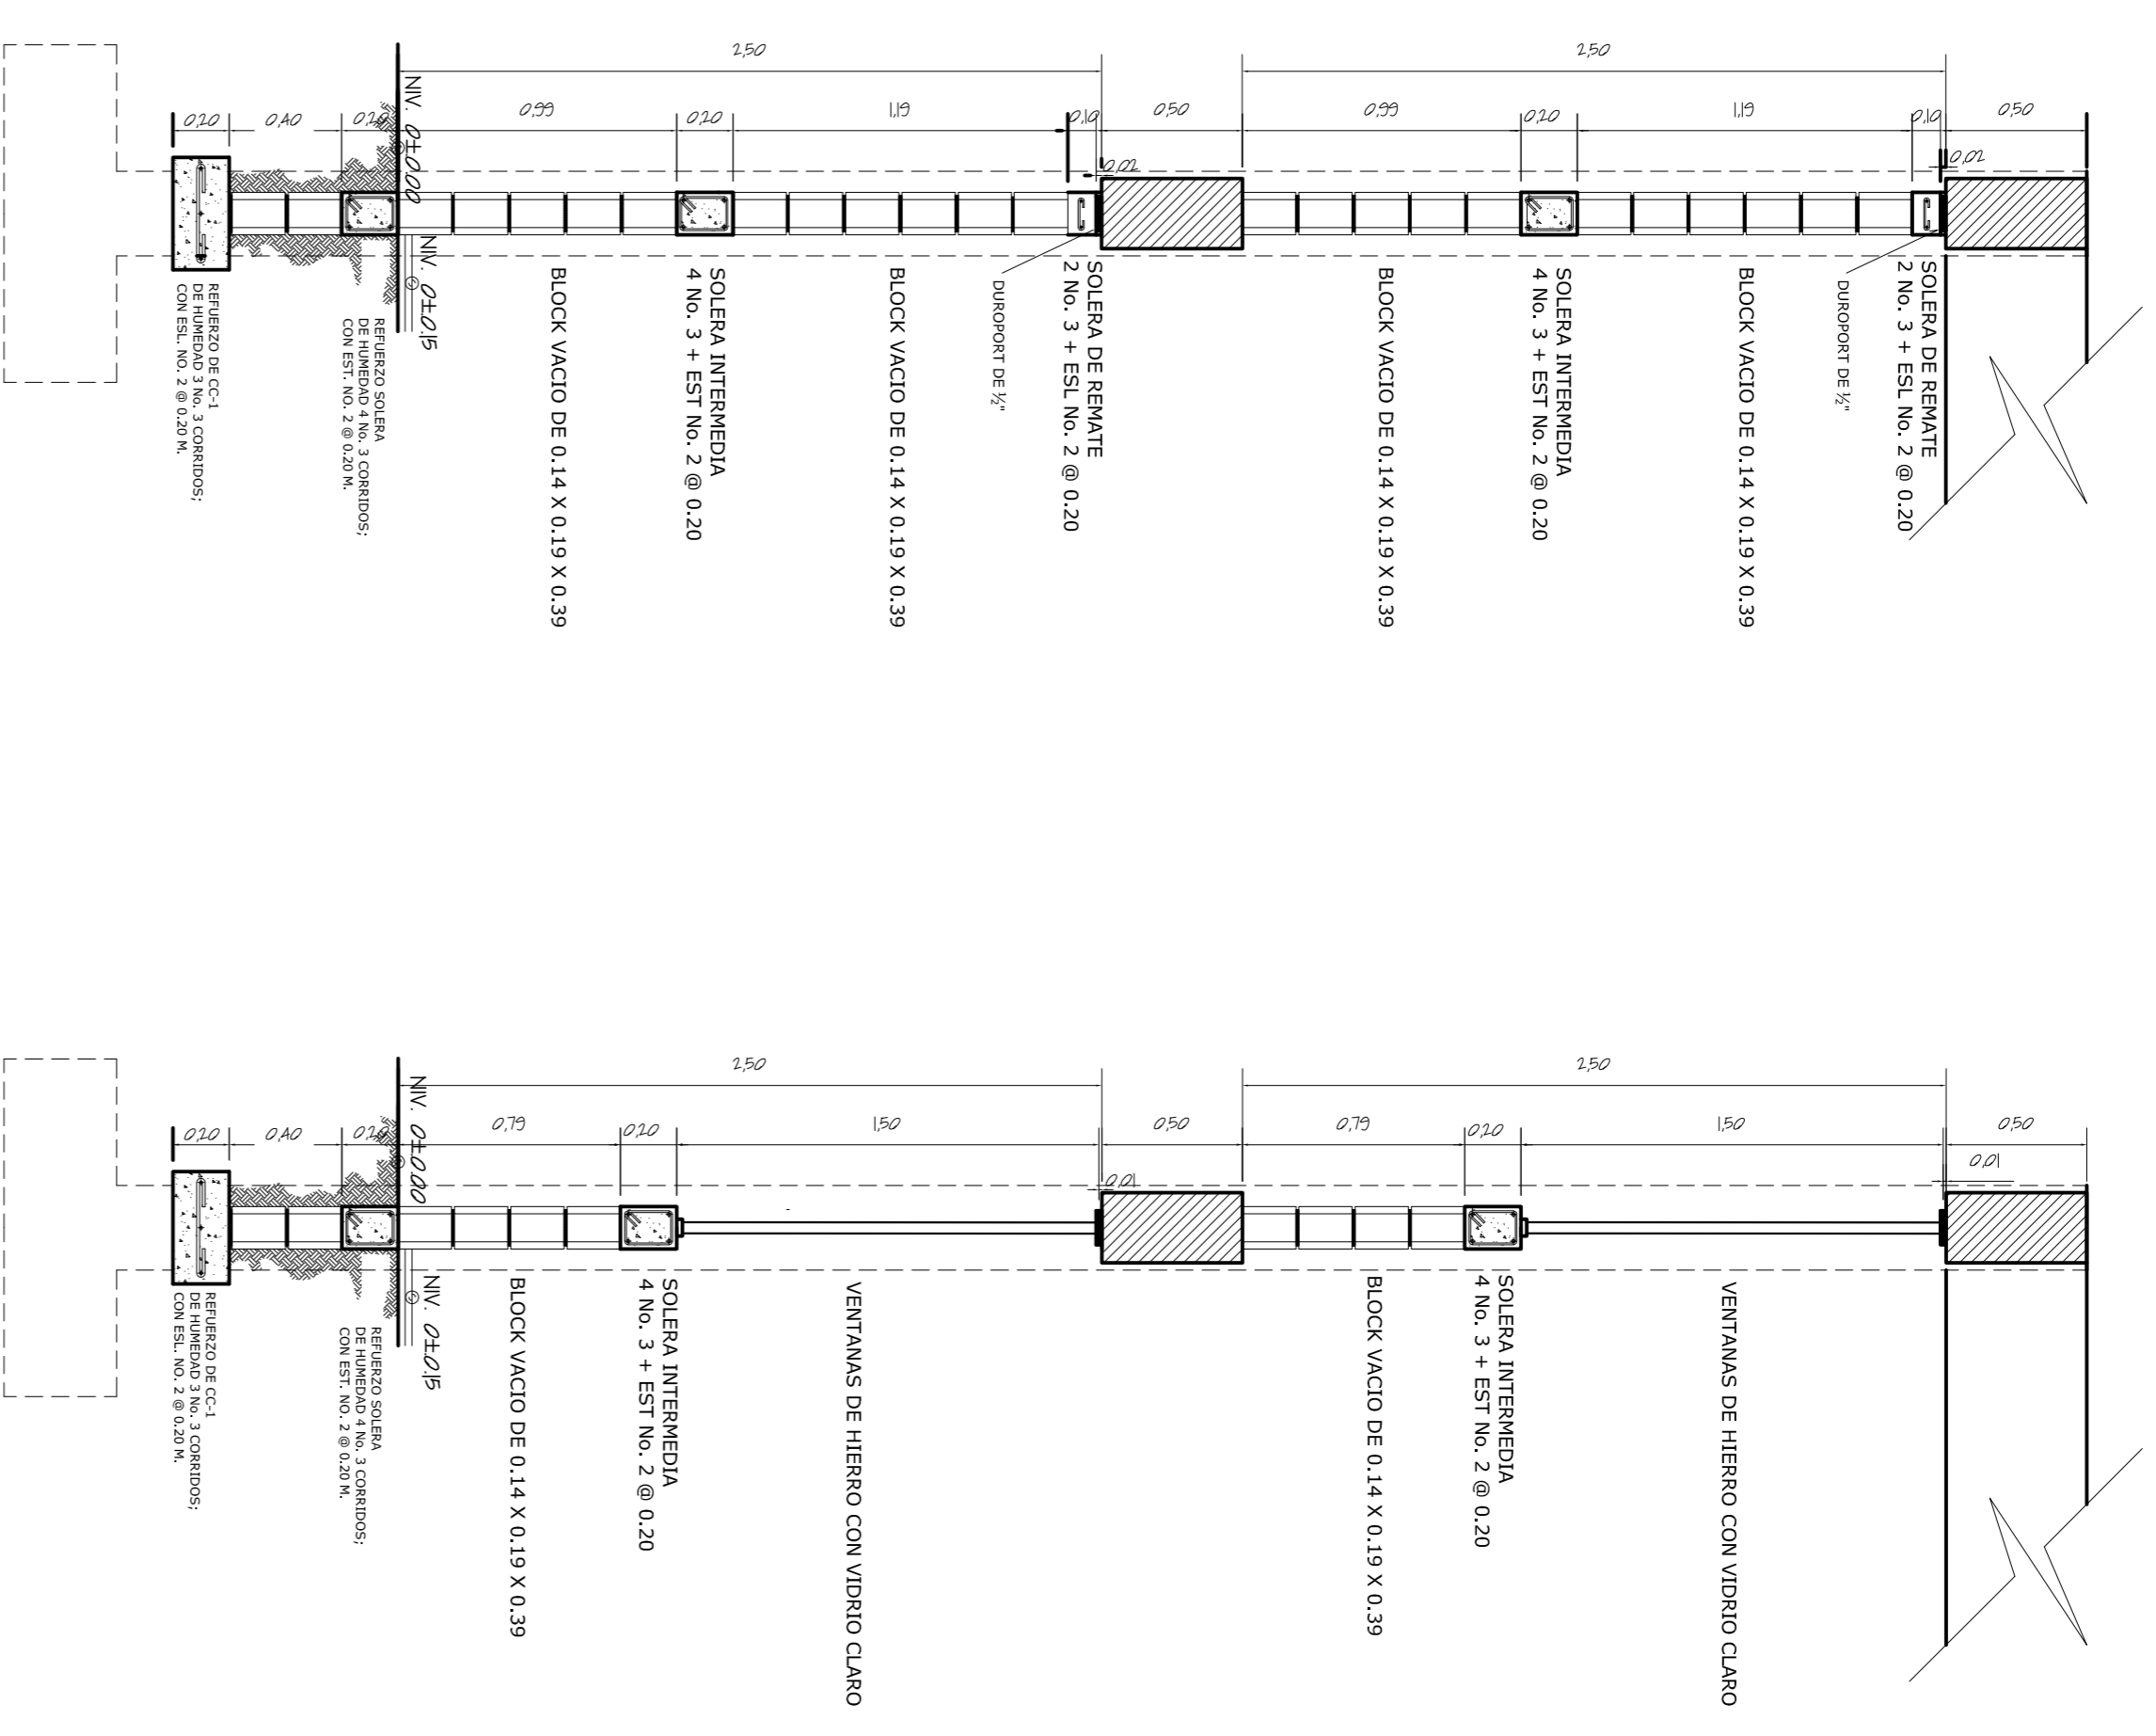 2,50
2,50
0,20
0,40
0,20
0,99
0,20
1,19
0,10
0,02
0,50
0,99
0,20
1,19
0,10
0,02
0,50
SOLERA DE REMATE
2 No. 3 + ESL No. 2 @ 0.20
DUROPORT DE ½"
BLOCK VACIO DE 0.14 X 0.19 X 0.39
SOLERA INTERMEDIA
4 No. 3 + EST No. 2 @ 0.20
BLOCK VACIO DE 0.14 X 0.19 X 0.39
SOLERA DE REMATE
2 No. 3 + ESL No. 2 @ 0.20
DUROPORT DE ½"
BLOCK VACIO DE 0.14 X 0.19 X 0.39
SOLERA INTERMEDIA
4 No. 3 + EST No. 2 @ 0.20
BLOCK VACIO DE 0.14 X 0.19 X 0.39
NIV. 0±0.15
S
NIV. 0±0.00
S
REFUERZO SOLERA
DE HUMEDAD 4 No. 3 CORRIDOS;
CON EST. NO. 2 @ 0.20 M.
REFUERZO DE CC-1
DE HUMEDAD 3 No. 3 CORRIDOS;
CON ESL. NO. 2 @ 0.20 M.
2,50
2,50
0,20
0,40
0,20
0,79
0,20
1,50
0,01
0,50
0,79
0,20
1,50
0,01
0,50
VENTANAS DE HIERRO CON VIDRIO CLARO
SOLERA INTERMEDIA
4 No. 3 + EST No. 2 @ 0.20
BLOCK VACIO DE 0.14 X 0.19 X 0.39
VENTANAS DE HIERRO CON VIDRIO CLARO
SOLERA INTERMEDIA
4 No. 3 + EST No. 2 @ 0.20
BLOCK VACIO DE 0.14 X 0.19 X 0.39
NIV. 0±0.15
S
NIV. 0±0.00
S
REFUERZO SOLERA
DE HUMEDAD 4 No. 3 CORRIDOS;
CON EST. NO. 2 @ 0.20 M.
REFUERZO DE CC-1
DE HUMEDAD 3 No. 3 CORRIDOS;
CON ESL. NO. 2 @ 0.20 M.